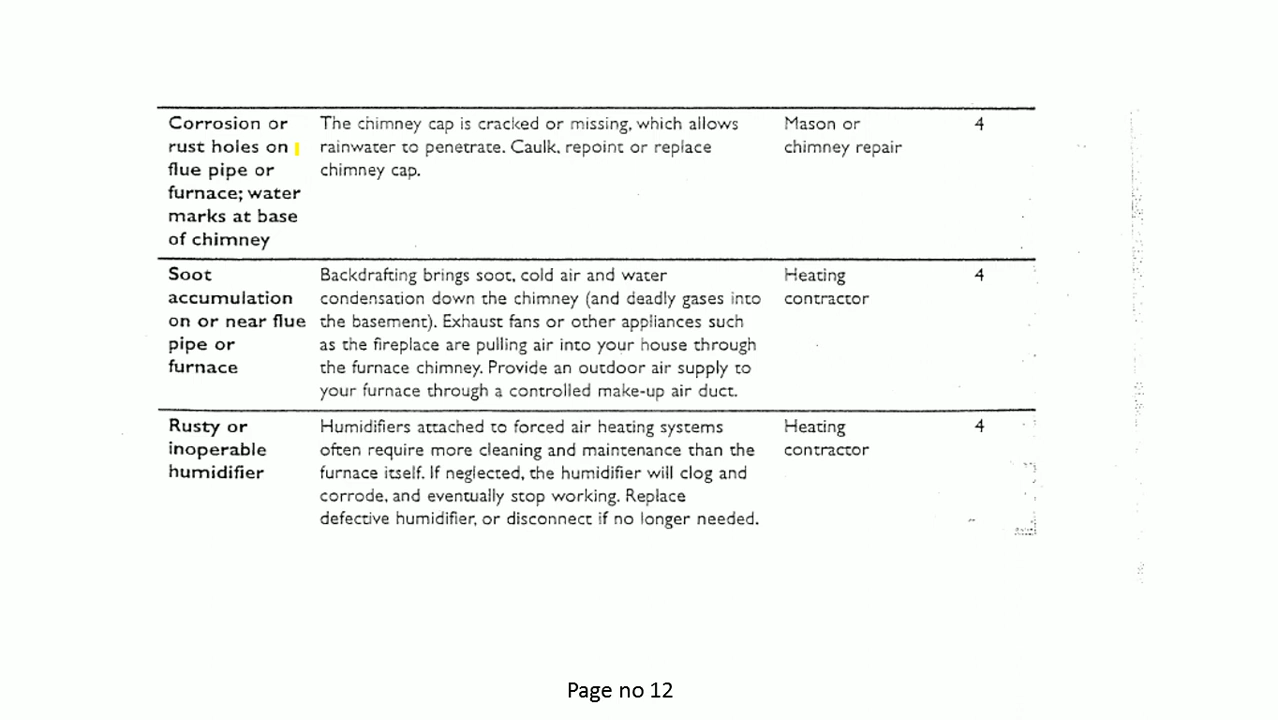 Corrosion or
rust holes on
flue pipe or
furnace; water
marks at base
of chimney
The chimney cap is cracked or missing, which allows
rainwater to penetrate. Caulk, repoint or replace
chimney cap.
Mason or
chimney repair
4
Soot
accumulation
on or near flue
pipe or
furnace
Backdrafting brings soot, cold air and water
condensation down the chimney (and deadly gases into
the basement). Exhaust fans or other appliances such
as the fireplace are pulling air into your house through
the furnace chimney. Provide an outdoor air supply to
your furnace through a controlled make-up air duct.
Heating
contractor
4
Rusty or
inoperable
humidifier
Humidifiers attached to forced air heating systems
often require more cleaning and maintenance than the
furnace itself. If neglected, the humidifier will clog and
corrode, and eventually stop working. Replace
defective humidifier, or disconnect if no longer needed.
Heating
contractor
4
Page no 12